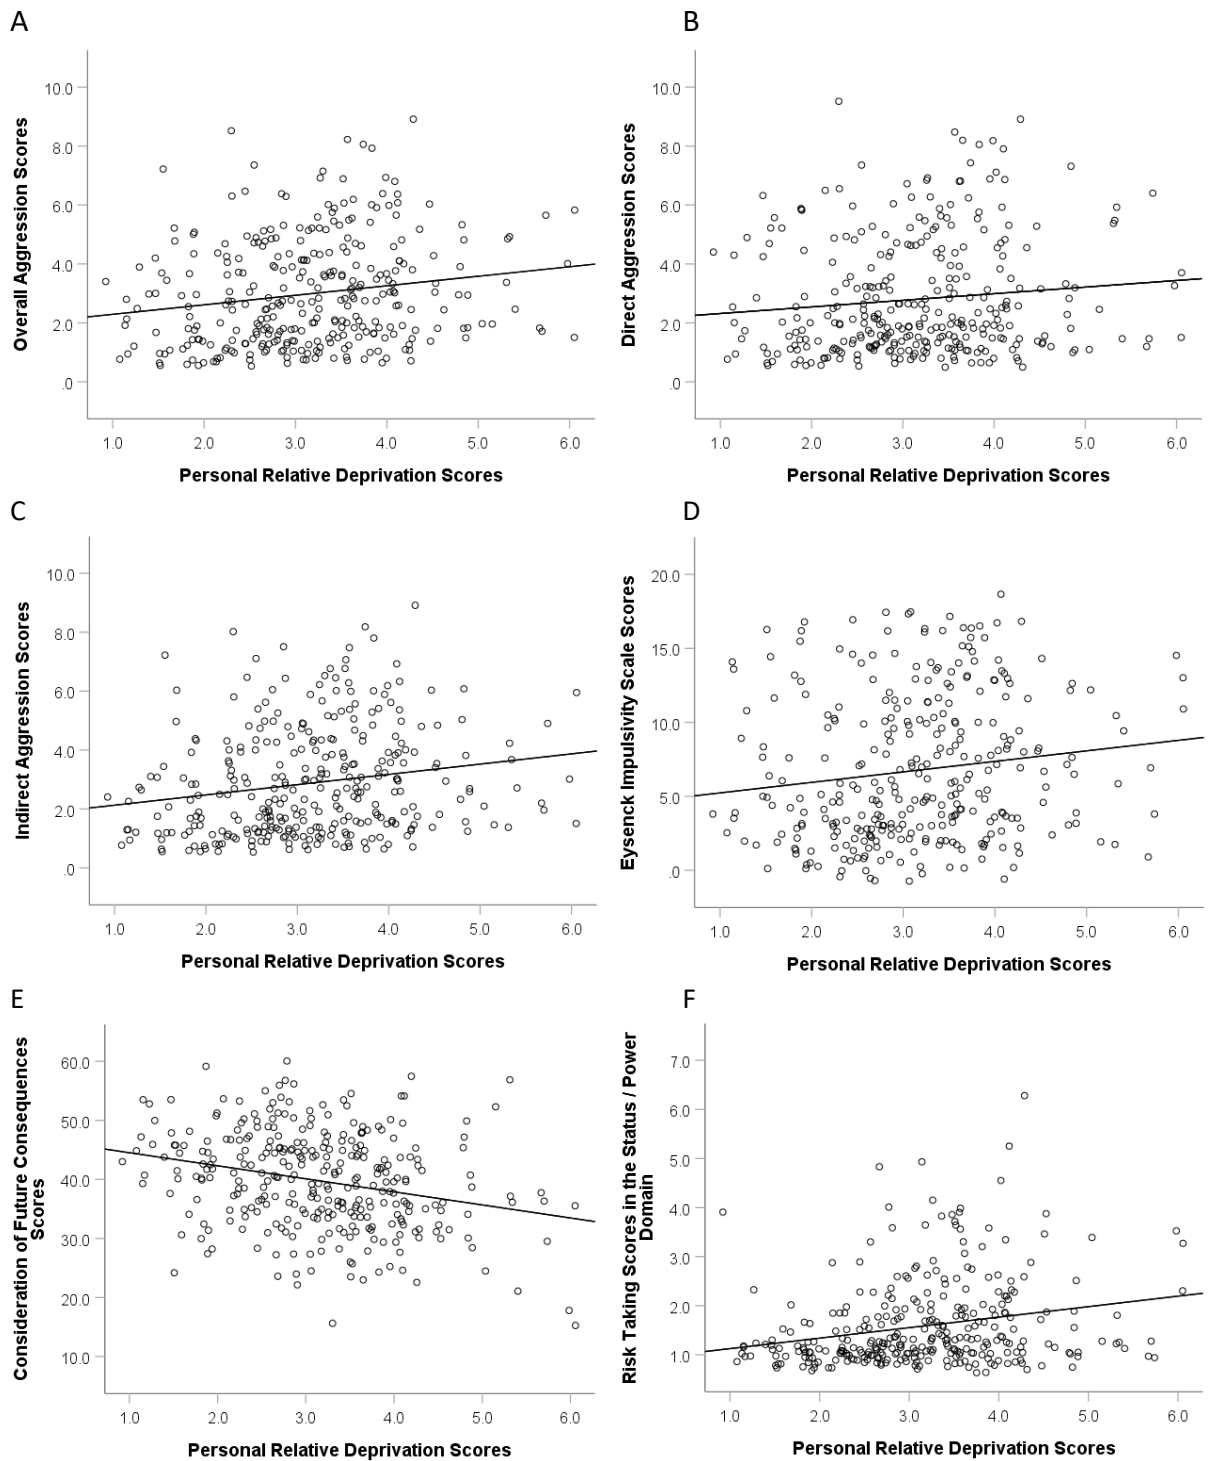 A
Overall Aggression Scores
10.0
8.0
6.0
4.0
2.0
.0
1.0 2.0 3.0 4.0 5.0 6.0
Personal Relative Deprivation Scores
B
Direct Aggression Scores
10.0
8.0
6.0
4.0
2.0
.0
1.0 2.0 3.0 4.0 5.0 6.0
Personal Relative Deprivation Scores
C
Indirect Aggression Scores
10.0
8.0
6.0
4.0
2.0
.0
1.0 2.0 3.0 4.0 5.0 6.0
Personal Relative Deprivation Scores
D
Eysenck Impulsivity Scale Scores
20.0
15.0
10.0
5.0
.0
1.0 2.0 3.0 4.0 5.0 6.0
Personal Relative Deprivation Scores
E
Consideration of Future Consequences
Scores
60.0
50.0
40.0
30.0
20.0
10.0
1.0 2.0 3.0 4.0 5.0 6.0
Personal Relative Deprivation Scores
F
Risk Taking Scores in the Status / Power
Domain
7.0
6.0
5.0
4.0
3.0
2.0
1.0
1.0 2.0 3.0 4.0 5.0 6.0
Personal Relative Deprivation Scores